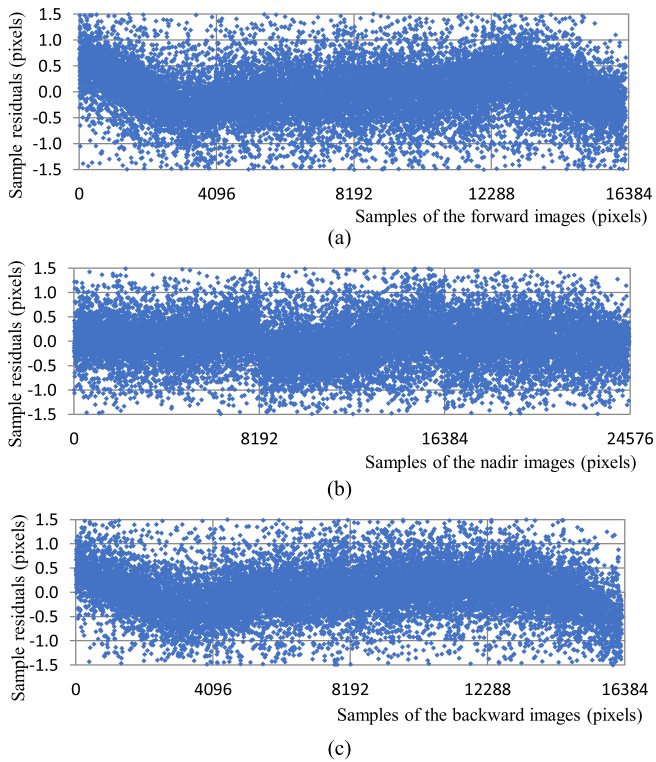 Sample residuals (pixels)
1.5
1.0
0.5
0.0
-0.5
-1.0
-1.5
0 4096 8192 12288 16384
Samples of the forward images (pixels)
(a)
Sample residuals (pixels)
1.5
1.0
0.5
0.0
-0.5
-1.0
-1.5
0 8192 16384 24576
Samples of the nadir images (pixels)
(b)
Sample residuals (pixels)
1.5
1.0
0.5
0.0
-0.5
-1.0
-1.5
0 4096 8192 12288 16384
Samples of the backward images (pixels)
(c)